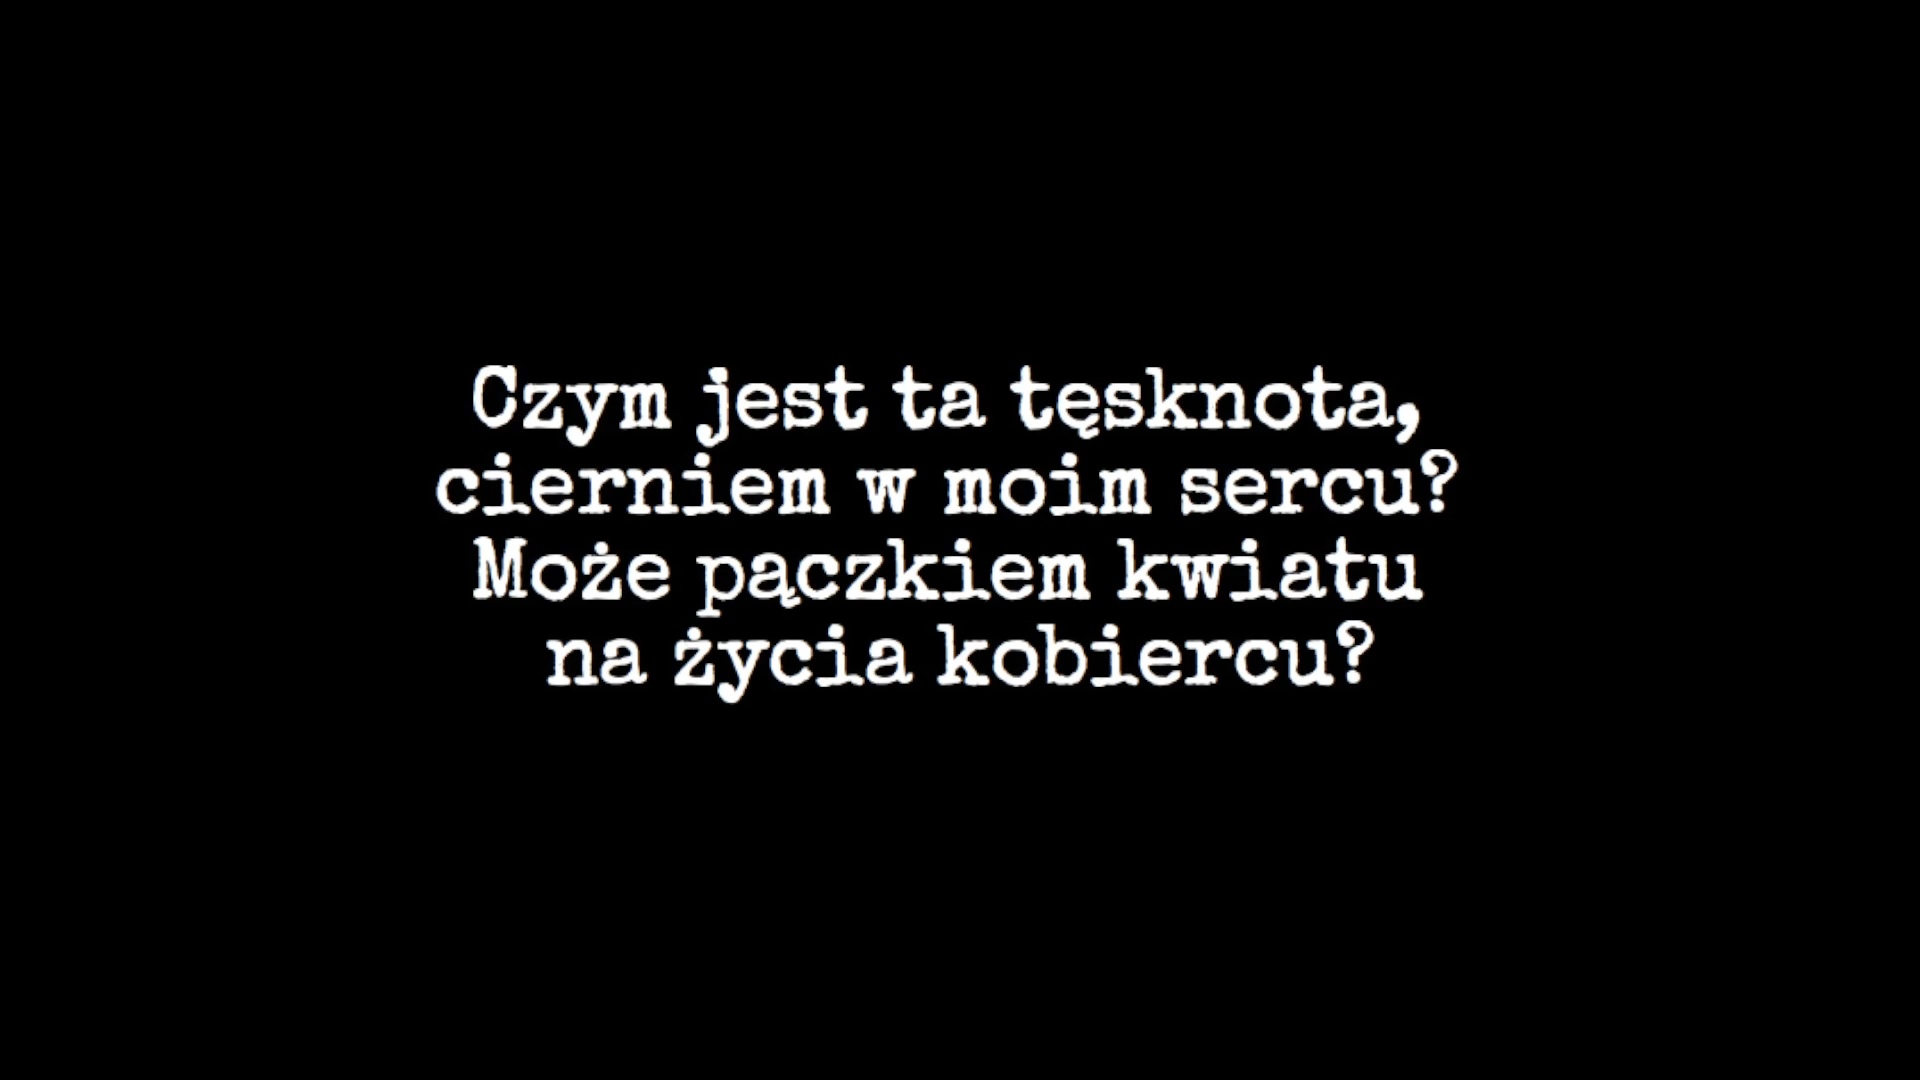 Czym jest ta tęsknota,
cierniem w moim sercu?
Może pączkiem kwiatu
na życia kobiercu?